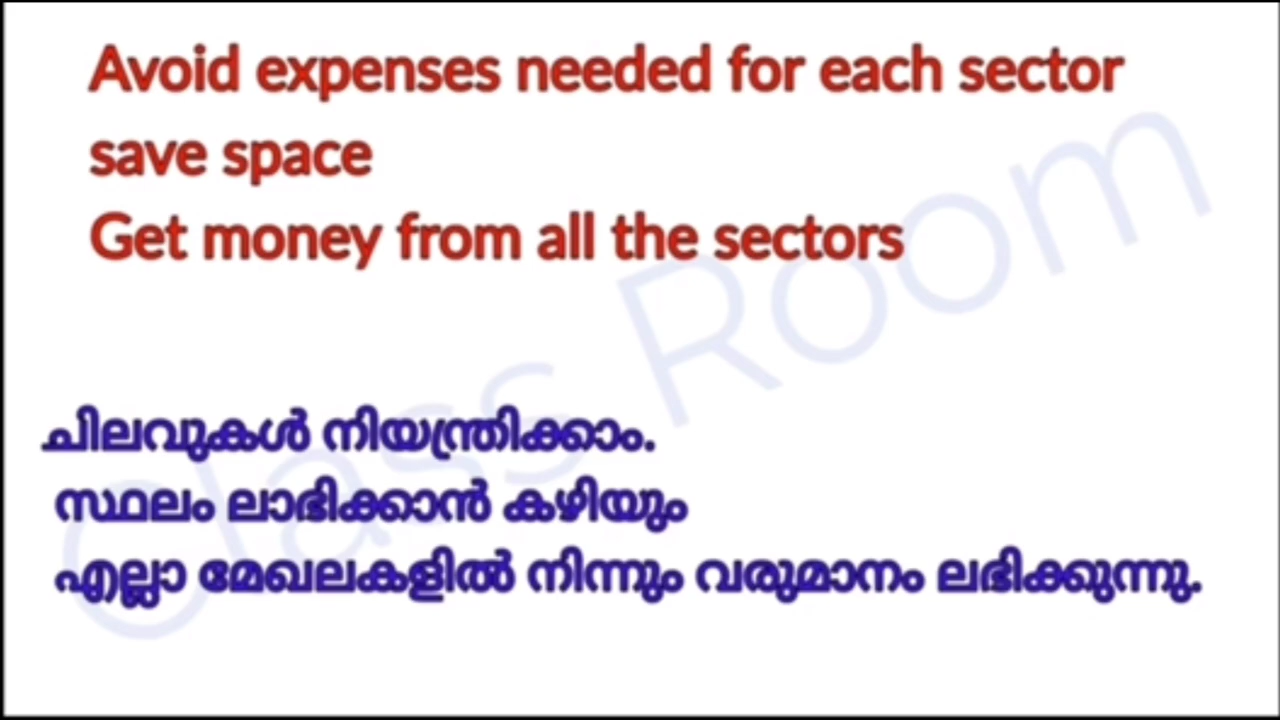 Avoid expenses needed for each sector
save space
Get money from all the sectors
ചിലവുകൾ നിയന്ത്രിക്കാം.
സ്ഥലം ലാഭിക്കാൻ കഴിയും
എല്ലാ മേഖലകളിൽ നിന്നും വരുമാനം ലഭിക്കുന്നു.
Class Room